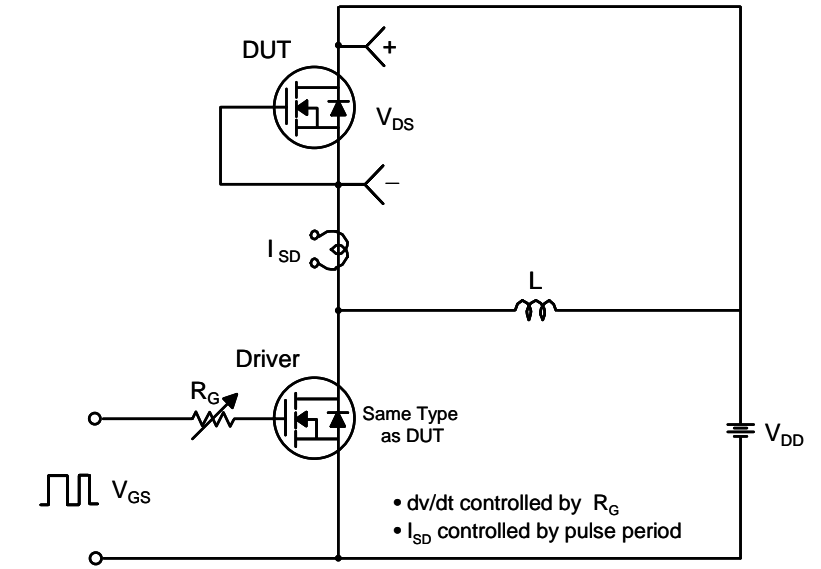 DUT
+
V_DS
–
I_SD
L
Driver
R_G
Same Type
as DUT
V_DD
V_GS
• dv/dt controlled by R_G
• I_SD controlled by pulse period